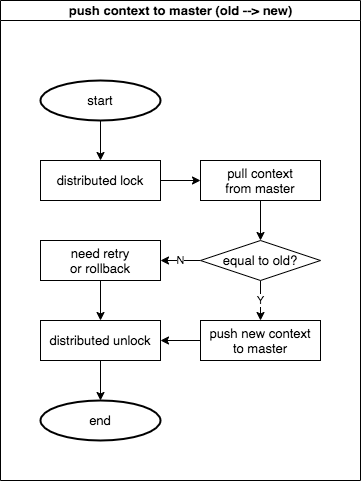 push context to master (old --> new)
start
distributed lock
pull context
from master
equal to old?
N
need retry
or rollback
Y
push new context
to master
distributed unlock
end